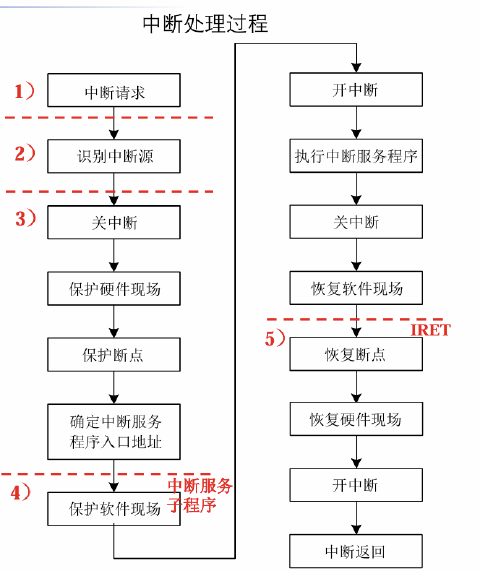 中断处理过程
1）
中断请求
2）
识别中断源
3）
关中断
保护硬件现场
保护断点
确定中断服务
程序入口地址
4）
中断服务
子程序
保护软件现场
开中断
执行中断服务程序
关中断
恢复软件现场
IRET
5）
恢复断点
恢复硬件现场
开中断
中断返回